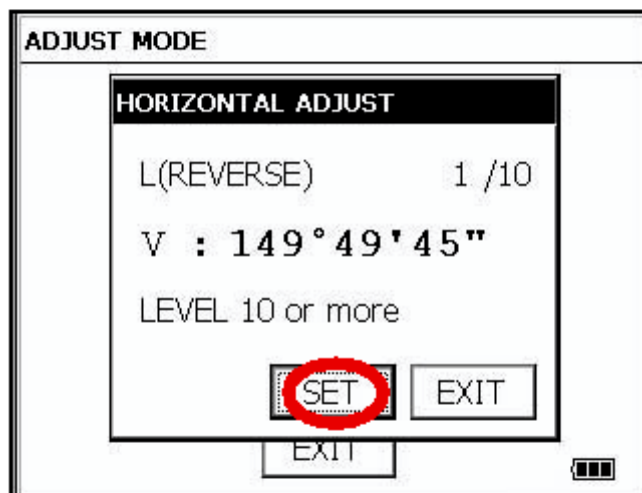 ADJUST MODE
HORIZONTAL ADJUST
L(REVERSE) 1 /10
V : 149°49'45"
LEVEL 10 or more
SET EXIT
EXIT